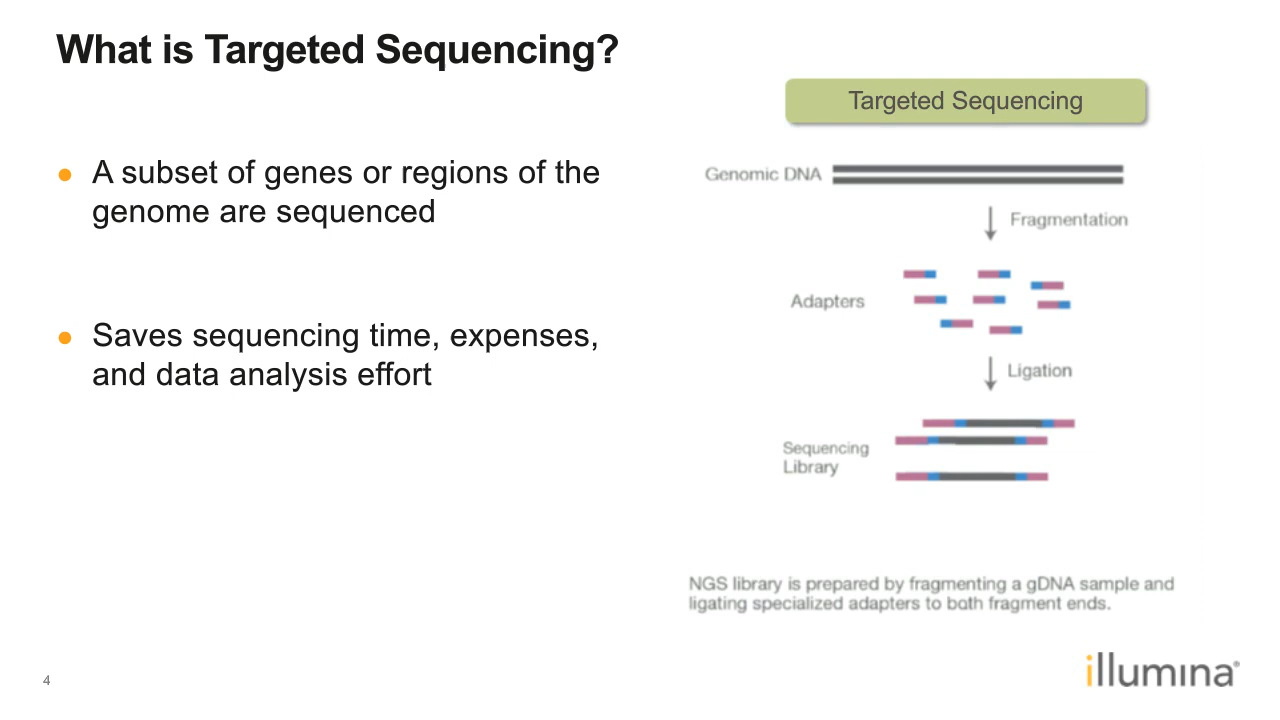 What is Targeted Sequencing?
Targeted Sequencing
● A subset of genes or regions of the
genome are sequenced
● Saves sequencing time, expenses,
and data analysis effort
Genomic DNA
Fragmentation
Adapters
Ligation
Sequencing
Library
NGS library is prepared by fragmenting a gDNA sample and
ligating specialized adapters to both fragment ends.
4
illumina®